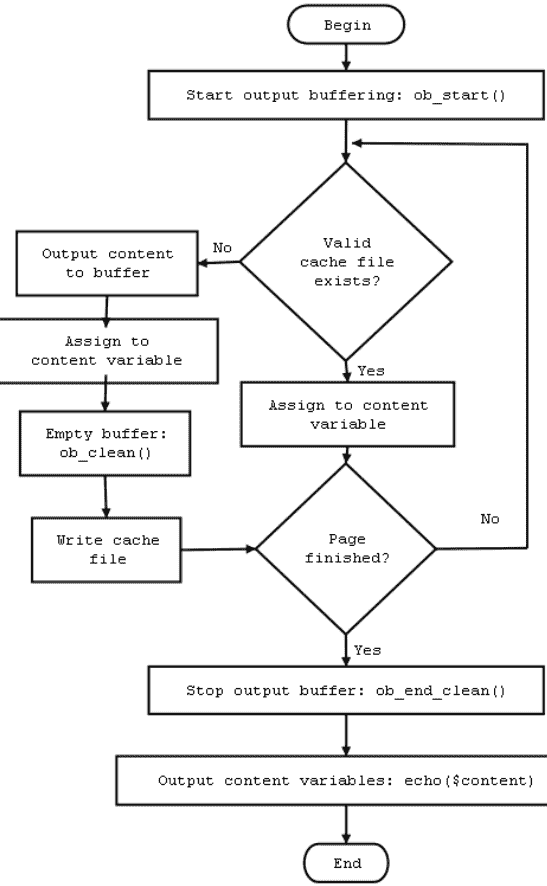 Begin
Start output buffering: ob_start()
Valid
cache file
exists?
No
Output content
to buffer
Assign to
content variable
Empty buffer:
ob_clean()
Write cache
file
Yes
Assign to content
variable
Page
finished?
No
Yes
Stop output buffer: ob_end_clean()
Output content variables: echo($content)
End